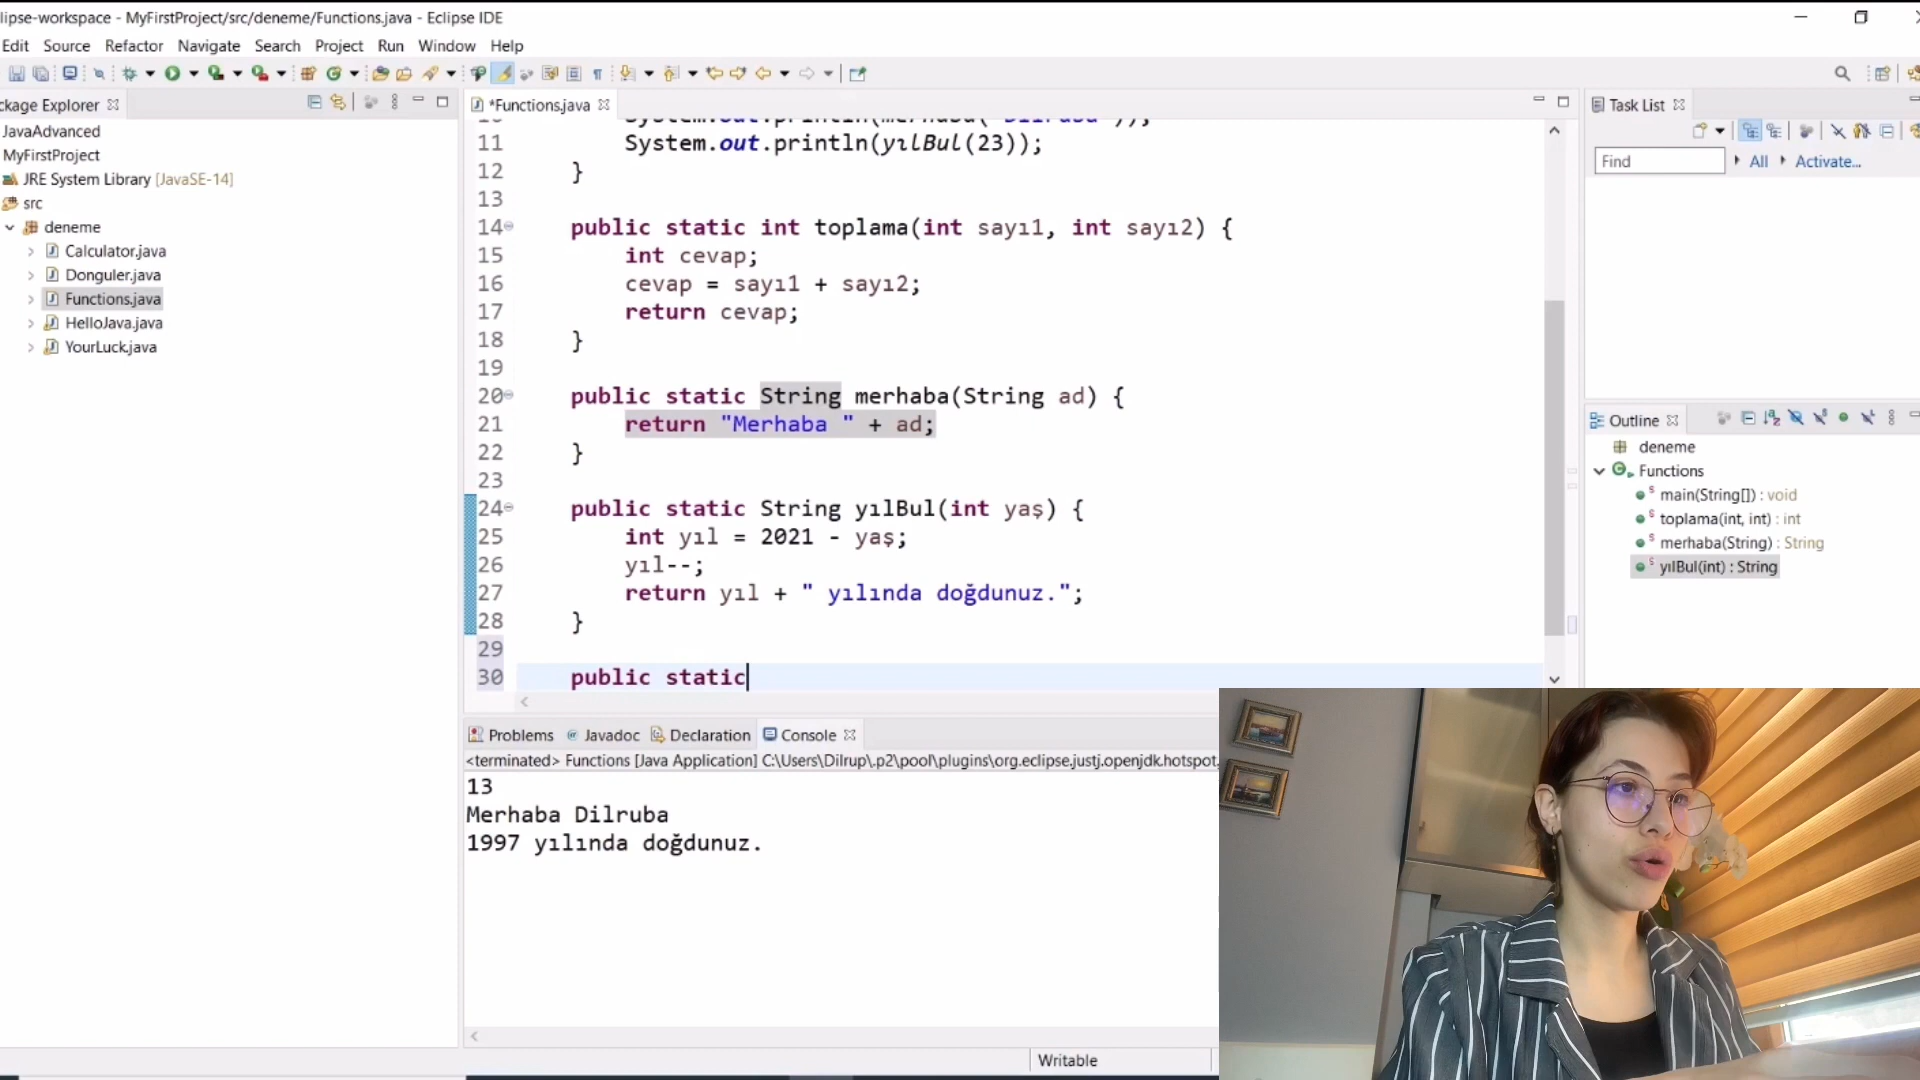 lipse-workspace - MyFirstProject/src/deneme/Functions.java - Eclipse IDE
Edit Source Refactor Navigate Search Project Run Window Help
ckage Explorer
JavaAdvanced
MyFirstProject
JRE System Library [JavaSE-14]
src
deneme
Calculator.java
Donguler.java
Functions.java
HelloJava.java
YourLuck.java
*Functions.java
10 System.out.println(merhaba("Dilruba"));
11 System.out.println(yılBul(23));
12 }
13
14 public static int toplama(int sayı1, int sayı2) {
15 int cevap;
16 cevap = sayı1 + sayı2;
17 return cevap;
18 }
19
20 public static String merhaba(String ad) {
21 return "Merhaba " + ad;
22 }
23
24 public static String yılBul(int yaş) {
25 int yıl = 2021 - yaş;
26 yıl--;
27 return yıl + " yılında doğdunuz.";
28 }
29
30 public static
Task List
Find All Activate...
Outline
deneme
Functions
main(String[]) : void
toplama(int, int) : int
merhaba(String) : String
yılBul(int) : String
Problems Javadoc Declaration Console
<terminated> Functions [Java Application] C:\Users\Dilrup\.p2\pool\plugins\org.eclipse.justj.openjdk.hotspot.
13
Merhaba Dilruba
1997 yılında doğdunuz.
Writable